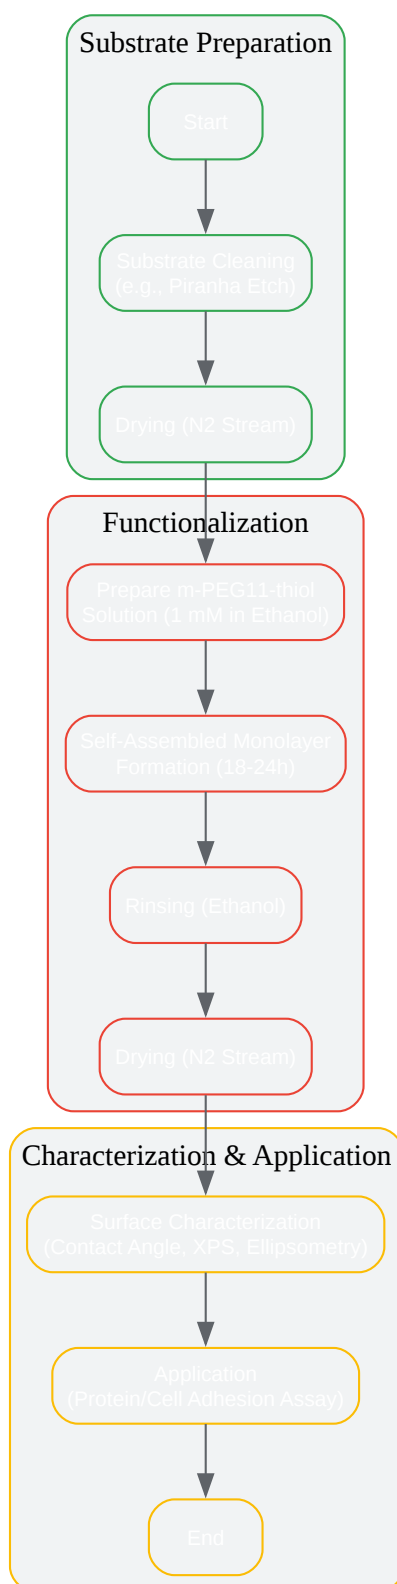 Substrate Preparation
Start
Substrate Cleaning
(e.g., Piranha Etch)
Drying (N2 Stream)
Functionalization
Prepare m-PEG11-thiol
Solution (1 mM in Ethanol)
Self-Assembled Monolayer
Formation (18-24h)
Rinsing (Ethanol)
Drying (N2 Stream)
Characterization & Application
Surface Characterization
(Contact Angle, XPS, Ellipsometry)
Application
(Protein/Cell Adhesion Assay)
End